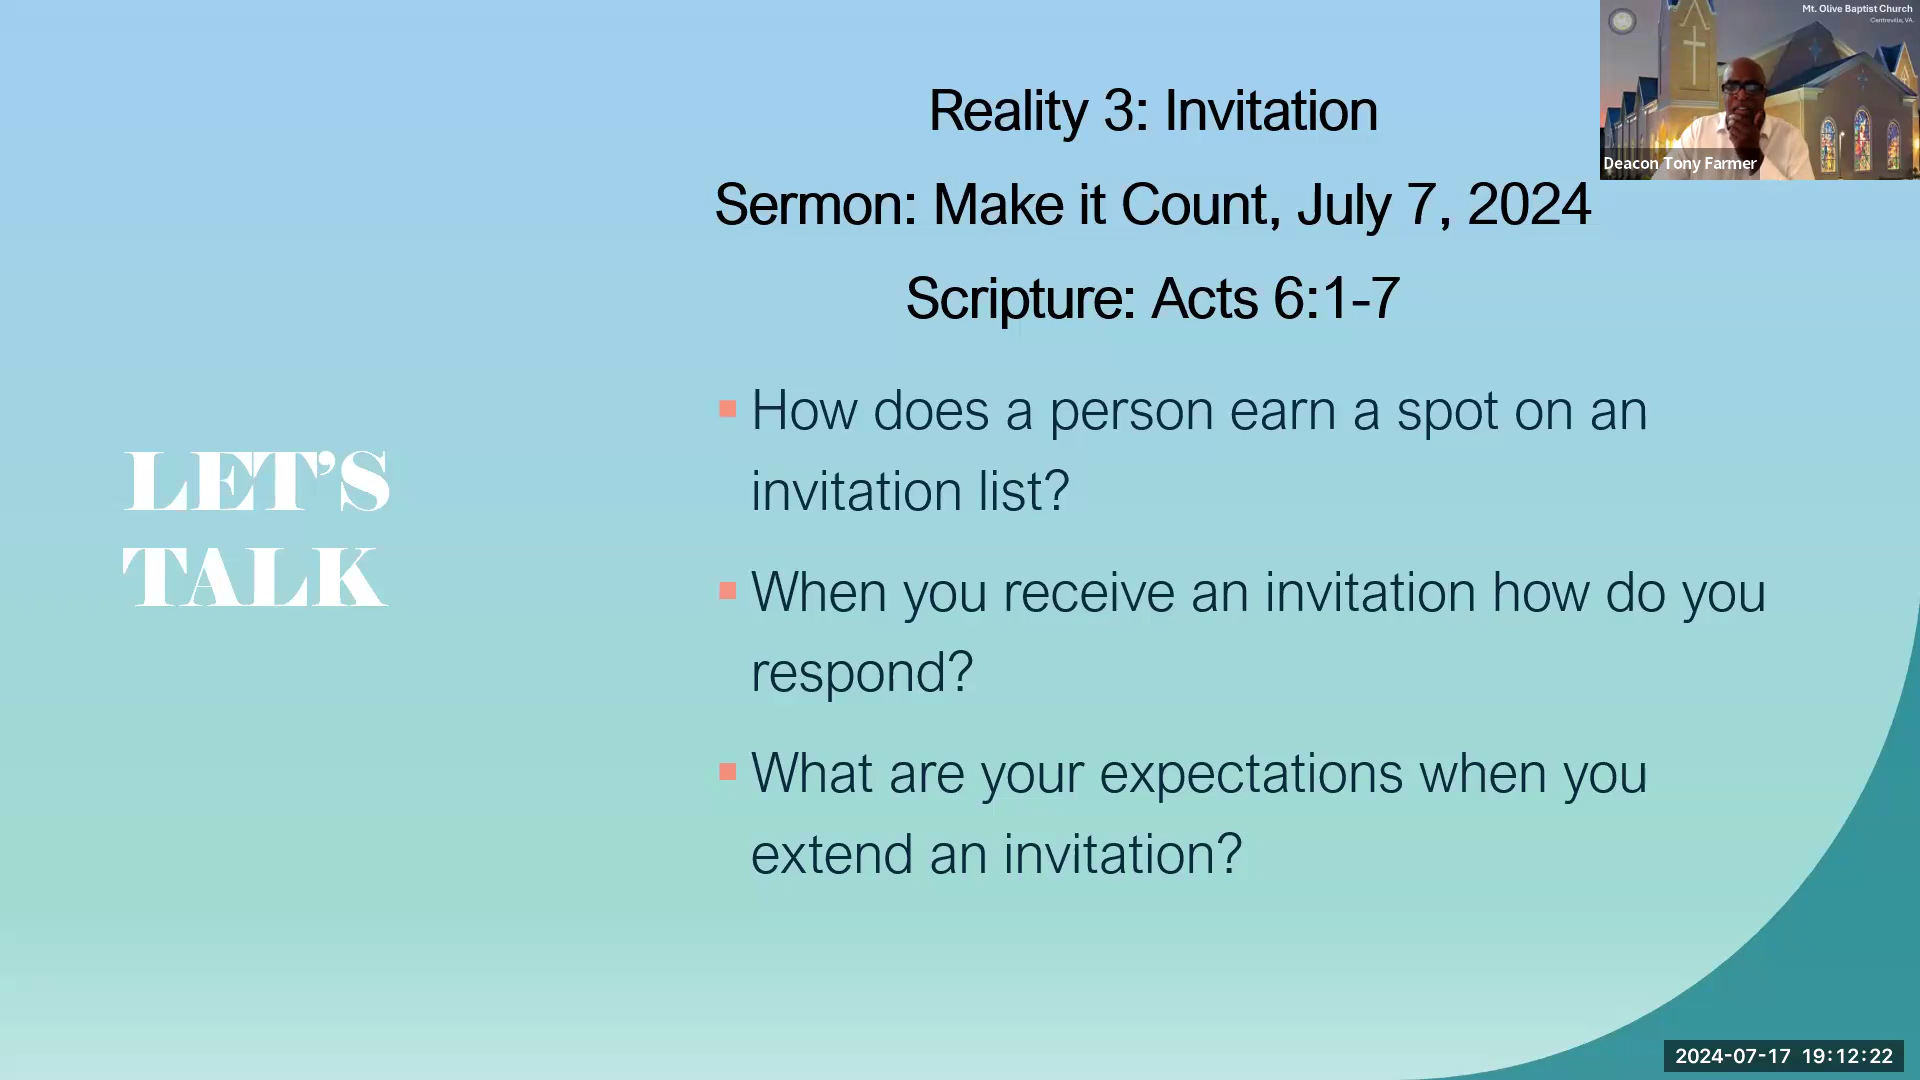 Mt. Olive Baptist Church
Centreville, VA.
Deacon Tony Farmer
Reality 3: Invitation
Sermon: Make it Count, July 7, 2024
Scripture: Acts 6:1-7
LET'S
TALK
How does a person earn a spot on an
invitation list?
When you receive an invitation how do you
respond?
What are your expectations when you
extend an invitation?
2024-07-17 19:12:22